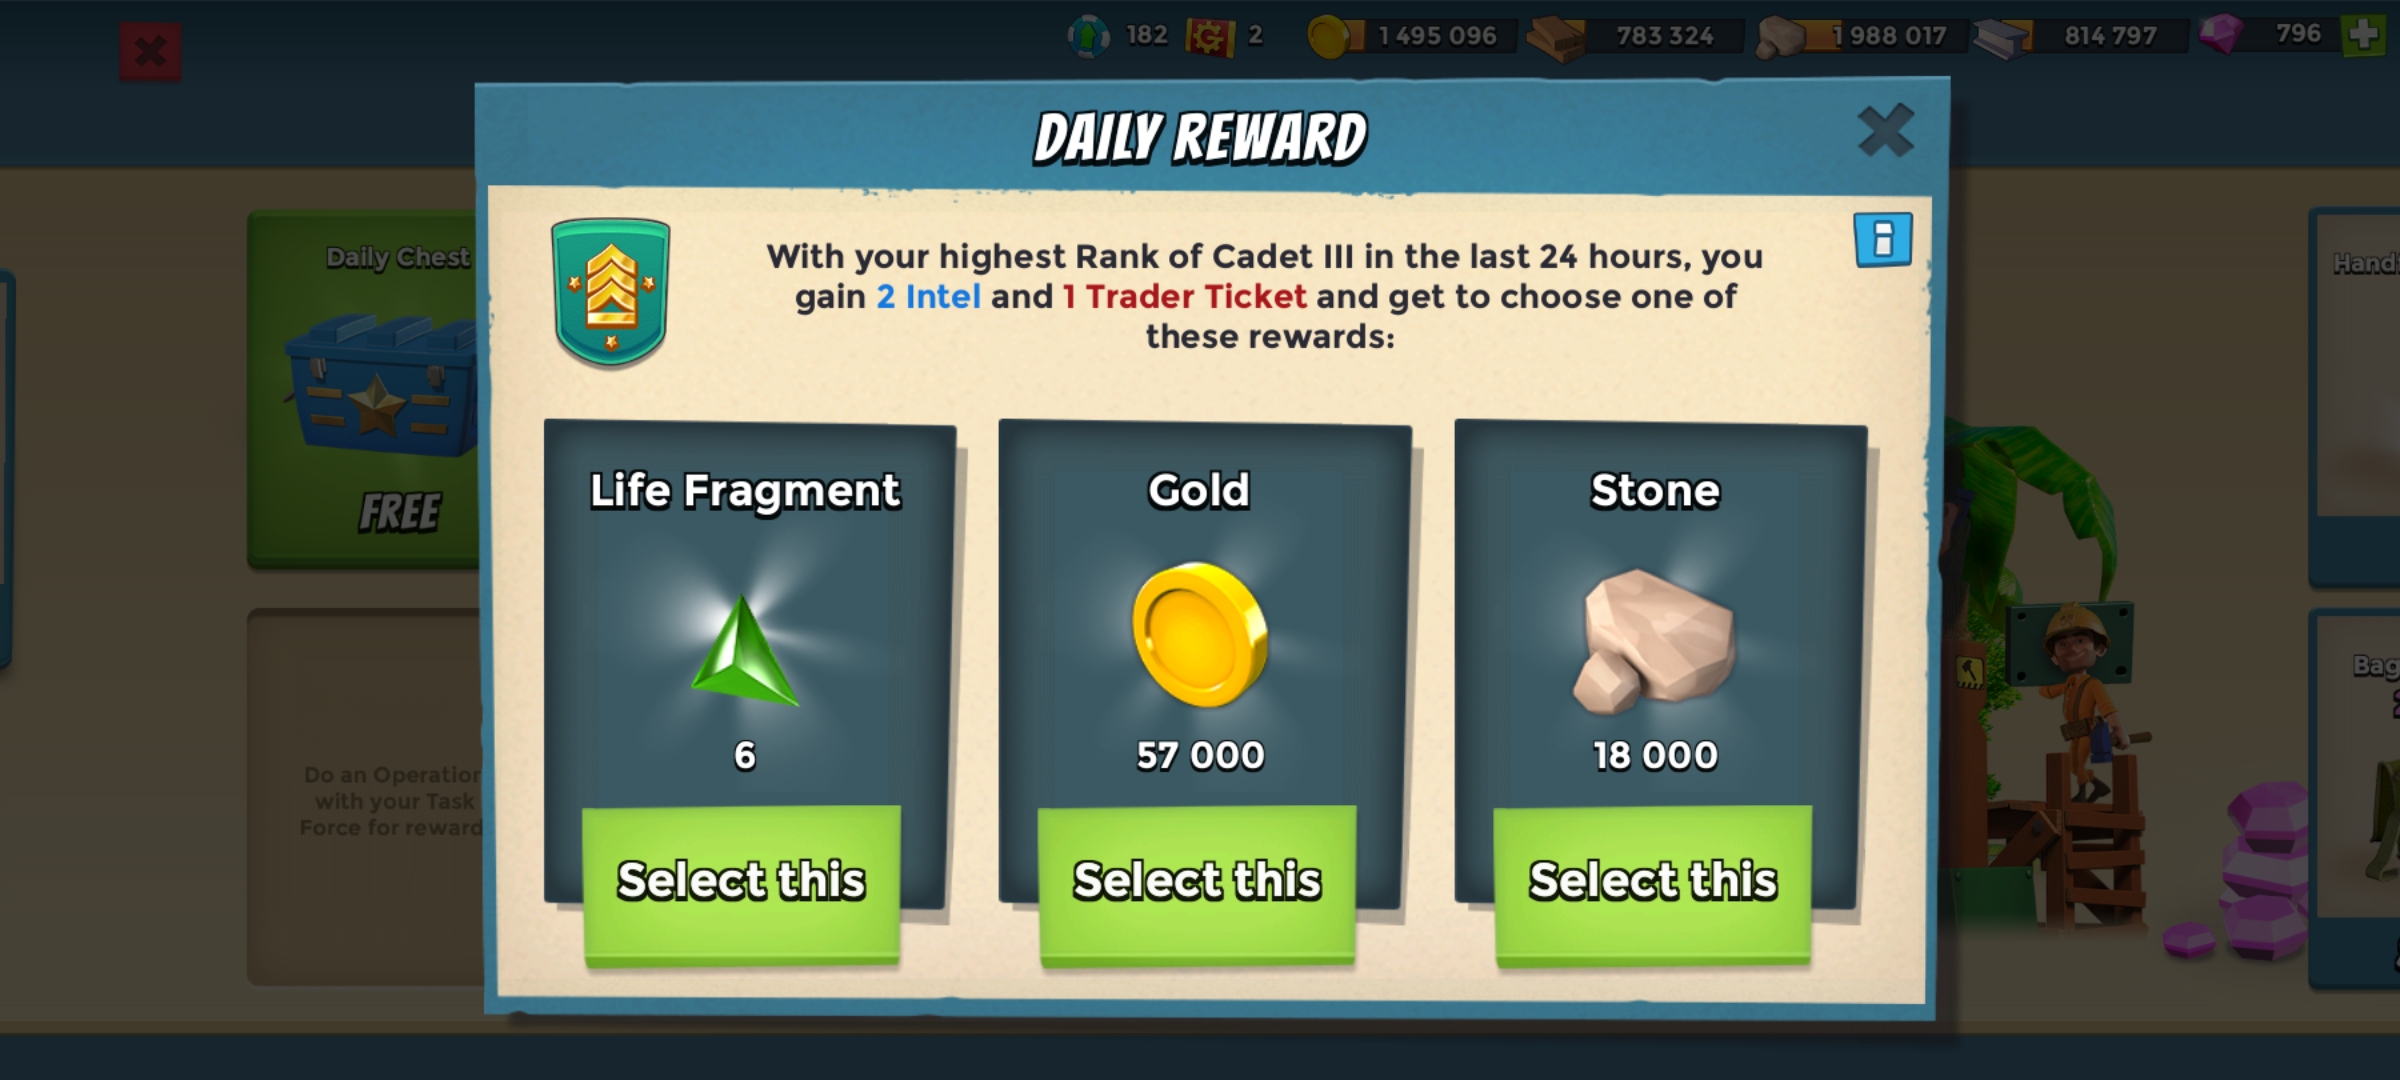 182
2
1 495 096
783 324
1 988 017
814 797
796
DAILY REWARD
With your highest Rank of Cadet III in the last 24 hours, you
gain 2 Intel and 1 Trader Ticket and get to choose one of
these rewards:
Daily Chest
FREE
Do an Operation
with your Task
Force for reward
Life Fragment
6
Select this
Gold
57 000
Select this
Stone
18 000
Select this
Hand
Bag